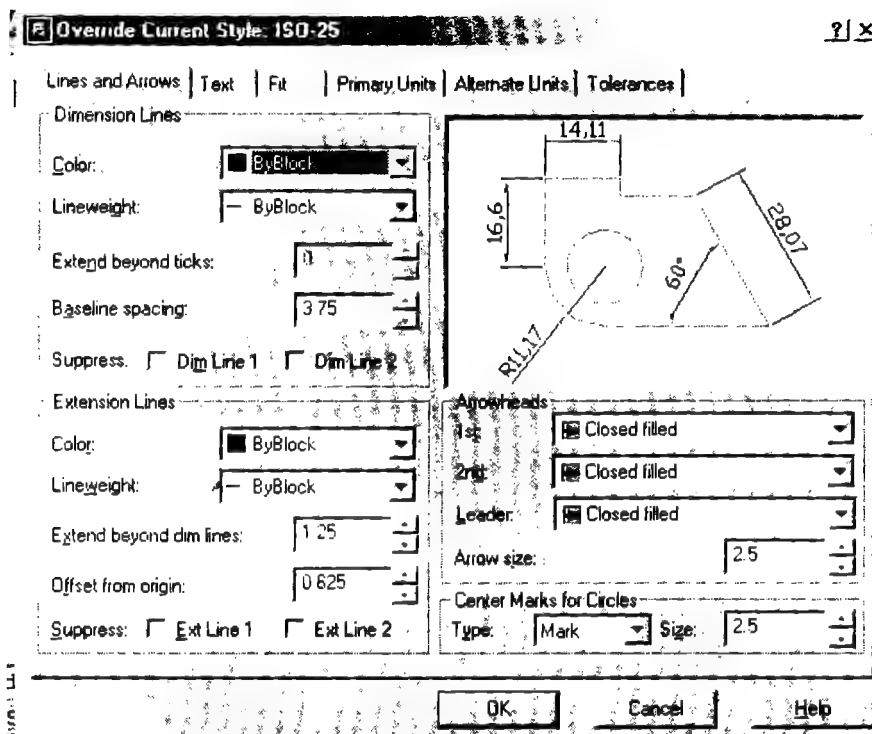 Override Current Style: ISO-25
? ×
Lines and Arrows Text Fit Primary Units Alternate Units Tolerances
Dimension Lines
Color: ByBlock
Lineweight: ByBlock
Extend beyond ticks: 0
Baseline spacing: 3.75
Suppress. Dim Line 1 Dim Line 2
Extension Lines
Color: ByBlock
Lineweight: ByBlock
Extend beyond dim lines: 1.25
Offset from origin: 0.625
Suppress: Ext Line 1 Ext Line 2
14,11
16,6
28,07
60°
R11,17
Arrowheads
1st: Closed filled
2nd: Closed filled
Leader: Closed filled
Arrow size: 2.5
Center Marks for Circles
Type: Mark Size: 2.5
OK Cancel Help